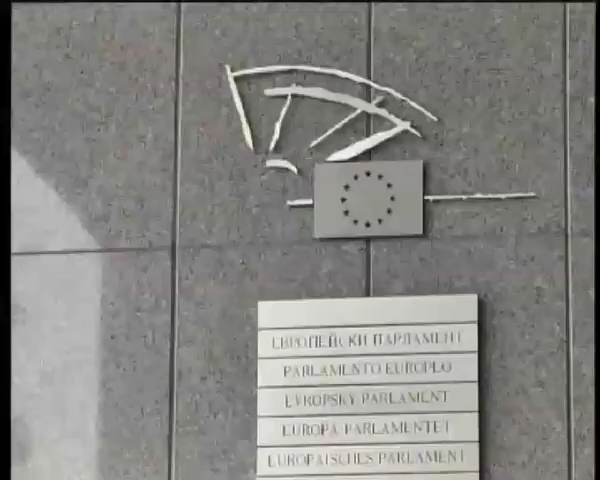 ЕВРОПЕЙСКИ ПАРЛАМЕНТ
PARLAMENTO EUROPEO
EVROPSKÝ PARLAMENT
EUROPA-PARLAMENTET
EUROPÄISCHES PARLAMENT